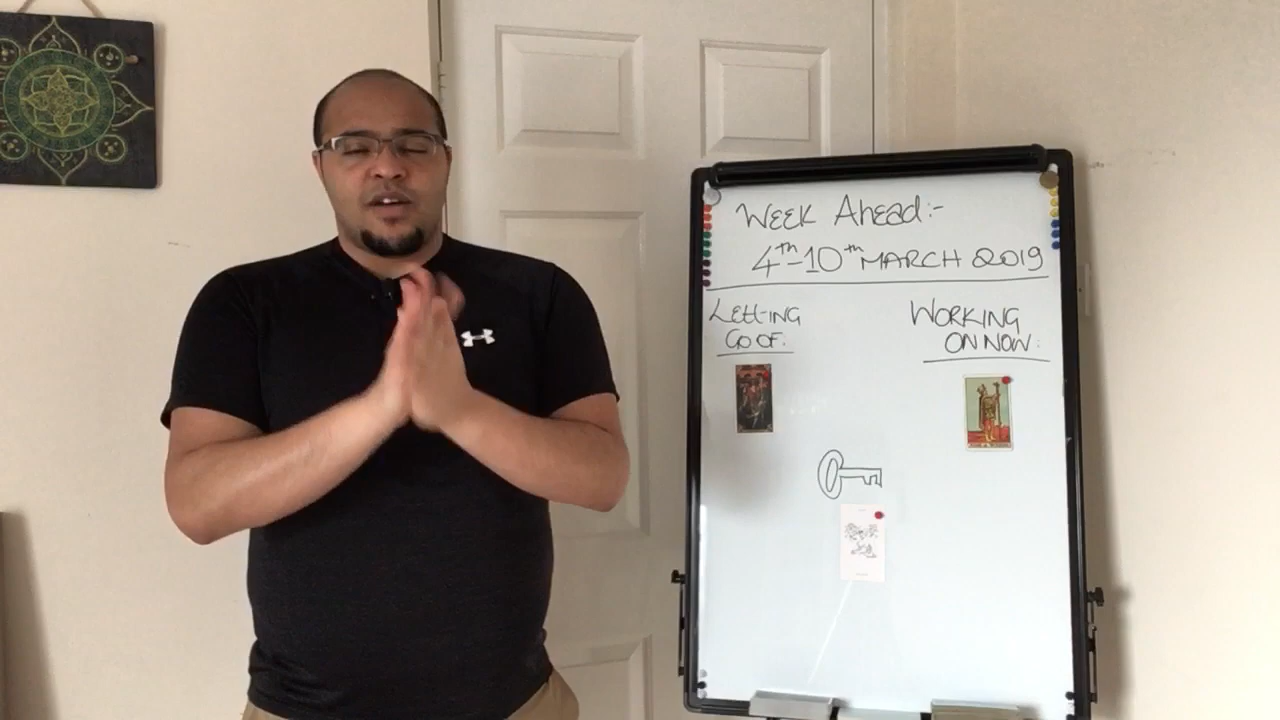 WEEK AHEAD:-
4th-10th MARCH 2019
LETTING
GO OF:
WORKING
ON NOW: